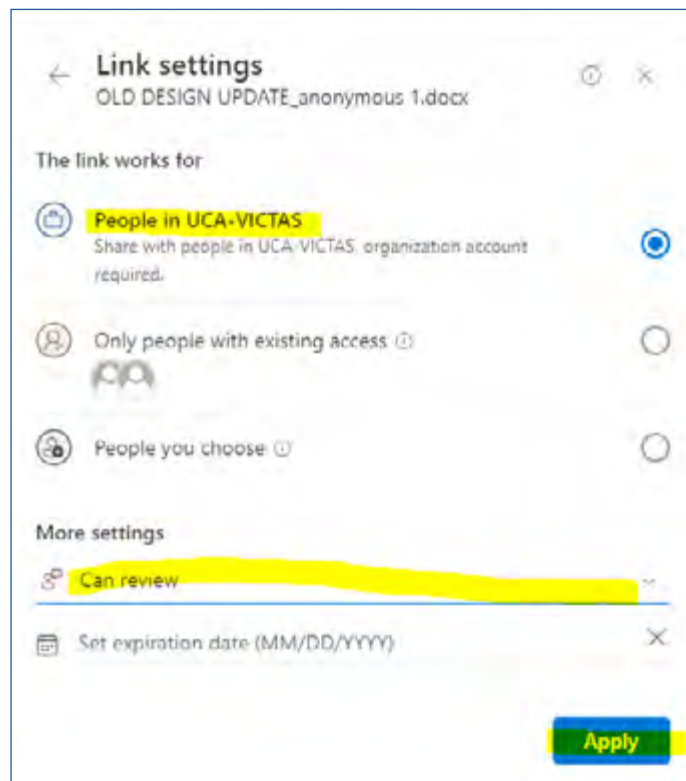 Link settings
OLD DESIGN UPDATE_anonymous 1.docx
The link works for
People in UCA-VICTAS
Share with people in UCA-VICTAS, organization account
required.
Only people with existing access
People you choose
More settings
Can review
Set expiration date (MM/DD/YYYY)
Apply